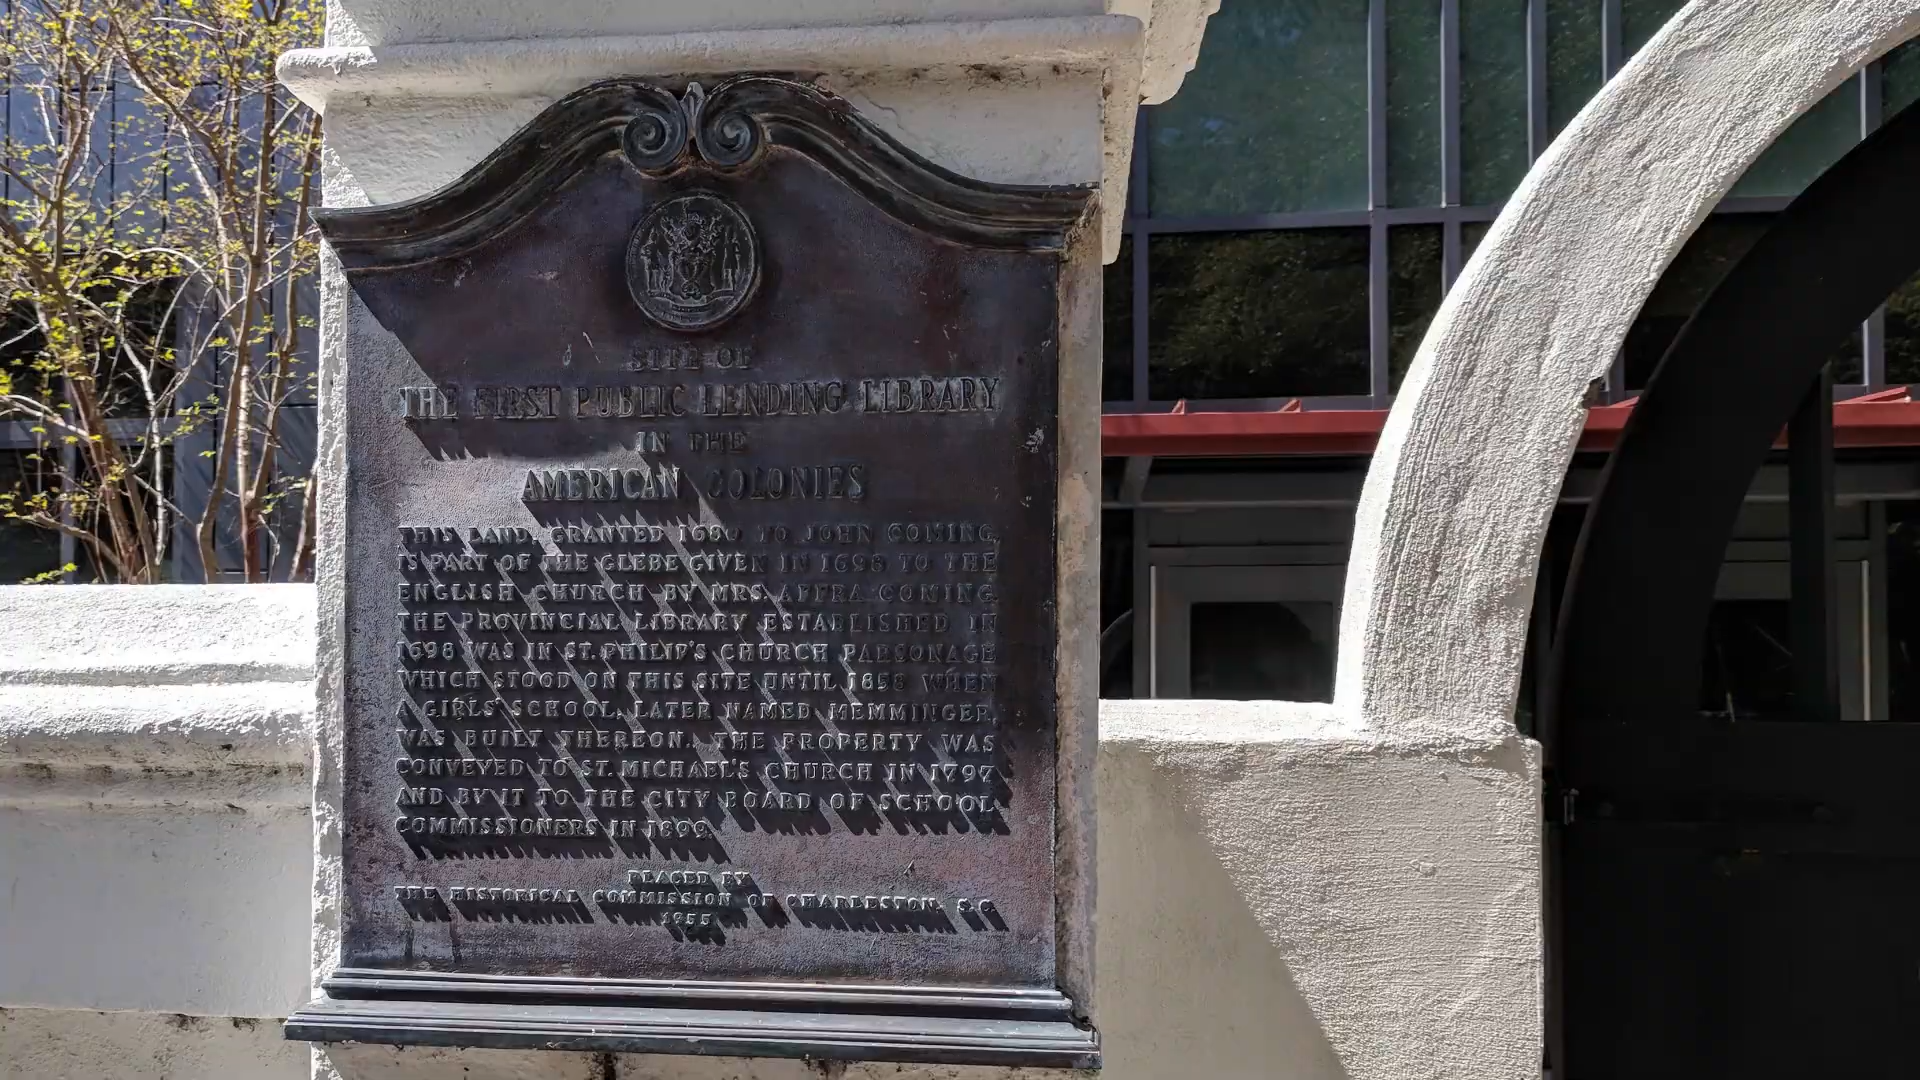 SITE OF
THE FIRST PUBLIC LENDING LIBRARY
IN THE
AMERICAN COLONIES
THIS LAND, GRANTED 1680 TO JOHN COMING,
IS PART OF THE GLEBE GIVEN IN 1698 TO THE
ENGLISH CHURCH BY MRS. AFFRA COMING.
THE PROVINCIAL LIBRARY ESTABLISHED IN
1698 WAS IN ST. PHILIP'S CHURCH PARSONAGE
WHICH STOOD ON THIS SITE UNTIL 1858 WHEN
A GIRLS' SCHOOL, LATER NAMED MEMMINGER,
WAS BUILT THEREON. THE PROPERTY WAS
CONVEYED TO ST. MICHAEL'S CHURCH IN 1797
AND BY IT TO THE CITY BOARD OF SCHOOL
COMMISSIONERS IN 1899.
PLACED BY
THE HISTORICAL COMMISSION OF CHARLESTON, S.C.
1955